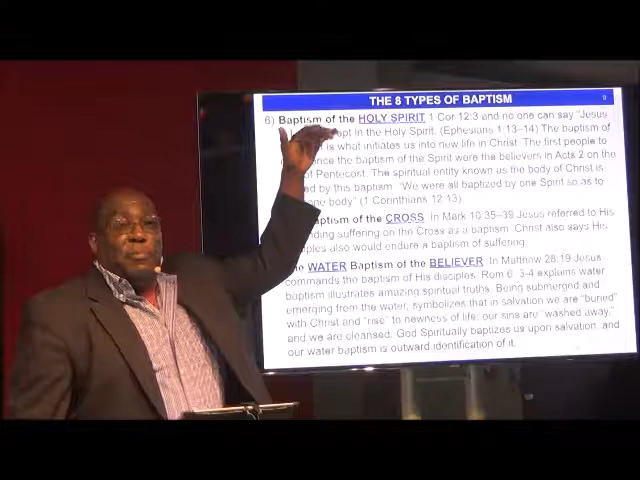 THE 8 TYPES OF BAPTISM 9
6) Baptism of the HOLY SPIRIT 1 Cor 12:3 and no one can say "Jesus
pt in the Holy Spirit. (Ephesians 1:13–14) The baptism of
is what initiates us into new life in Christ. The first people to
nce the baptism of the Spirit were the believers in Acts 2 on the
of Pentecost. The spiritual entity known as the body of Christ is
ed by this baptism "We were all baptized by one Spirit so as to
one body" (1 Corinthians 12:13)
aptism of the CROSS In Mark 10:35–39 Jesus referred to His
nding suffering on the Cross as a baptism. Christ also says His
ples also would endure a baptism of suffering.
he WATER Baptism of the BELIEVER In Matthew 28:19 Jesus
commands the baptism of His disciples. Rom 6:3-4 explains water
baptism illustrates amazing spiritual truths. Being submerged and
emerging from the water, symbolizes that in salvation we are "buried"
with Christ and "rise" to newness of life; our sins are "washed away,"
and we are cleansed. God Spiritually baptizes us upon salvation, and
our water baptism is outward identification of it.